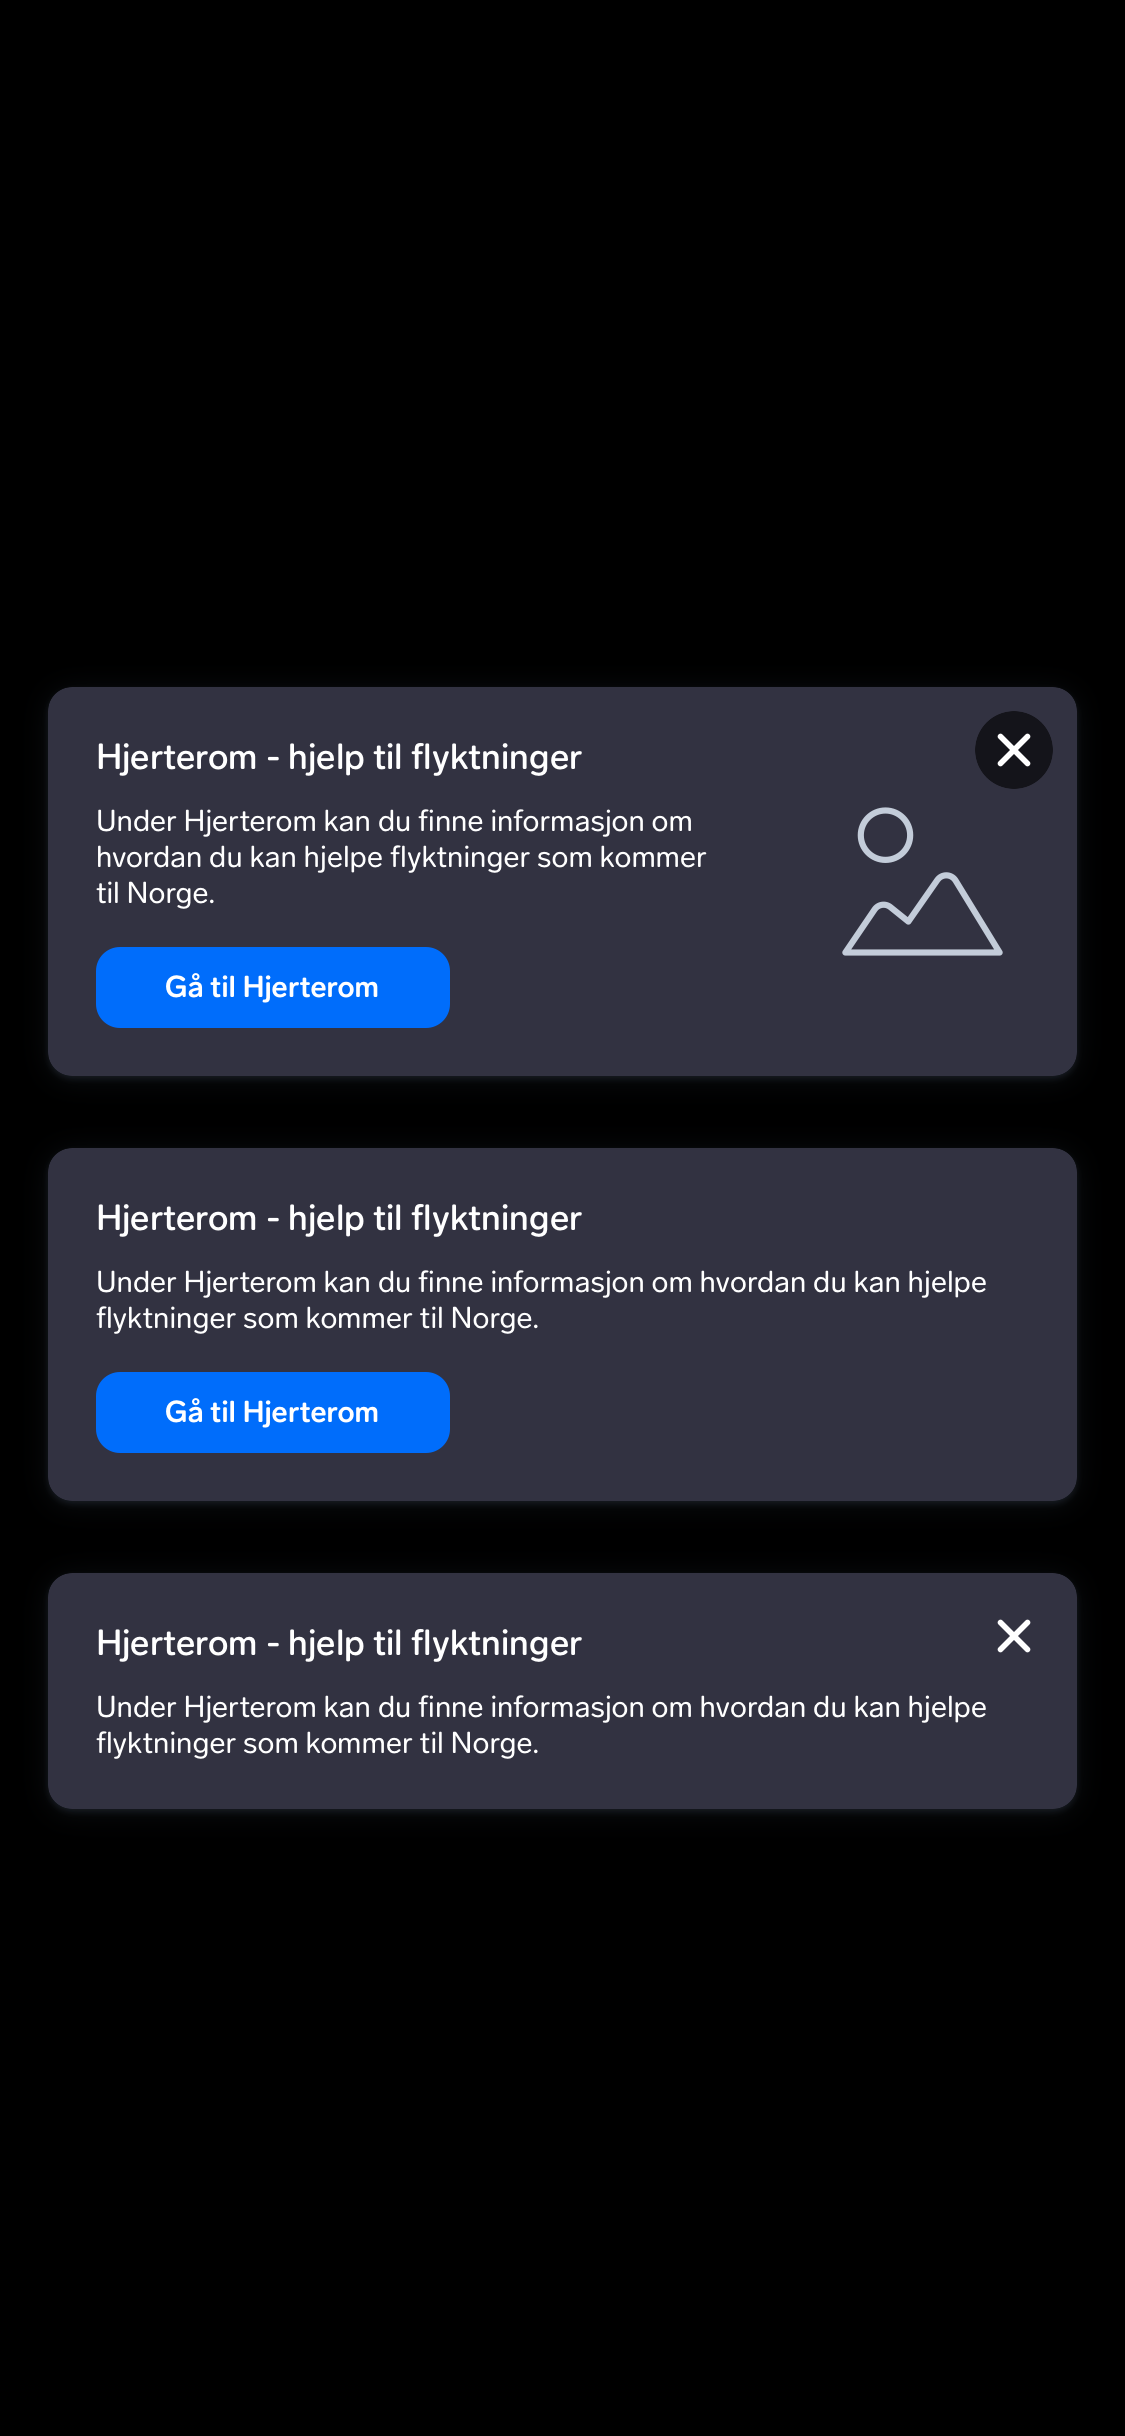 Hjerterom - hjelp til flyktninger
Under Hjerterom kan du finne informasjon om
hvordan du kan hjelpe flyktninger som kommer
til Norge.
Gå til Hjerterom
Hjerterom - hjelp til flyktninger
Under Hjerterom kan du finne informasjon om hvordan du kan hjelpe
flyktninger som kommer til Norge.
Gå til Hjerterom
Hjerterom - hjelp til flyktninger
Under Hjerterom kan du finne informasjon om hvordan du kan hjelpe
flyktninger som kommer til Norge.